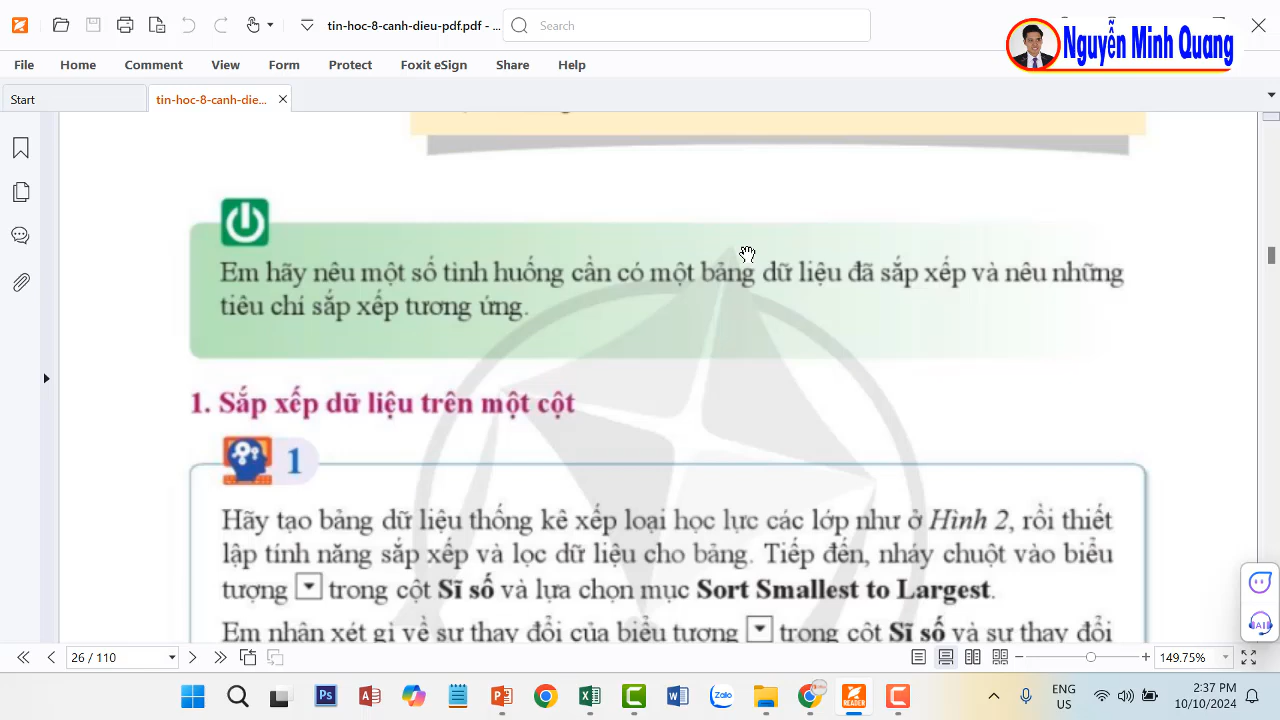 tin-hoc-8-canh-dieu-pdf.pdf - ...
Search
Nguyễn Minh Quang
File Home Comment View Form Protect Foxit eSign Share Help
Start
tin-hoc-8-canh-die...
Em hãy nêu một số tình huống cần có một bảng dữ liệu đã sắp xếp và nêu những
tiêu chí sắp xếp tương ứng.
1. Sắp xếp dữ liệu trên một cột
1
Hãy tạo bảng dữ liệu thống kê xếp loại học lực các lớp như ở Hình 2, rồi thiết
lập tính năng sắp xếp và lọc dữ liệu cho bảng. Tiếp đến, nháy chuột vào biểu
tượng trong cột Sĩ số và lựa chọn mục Sort Smallest to Largest.
Em nhận xét gì về sự thay đổi của biểu tượng trong cột Sĩ số và sự thay đổi
26 / 110
149.75%
Ps
Zalo
READER
ENG
US
2:37 PM
10/10/2024